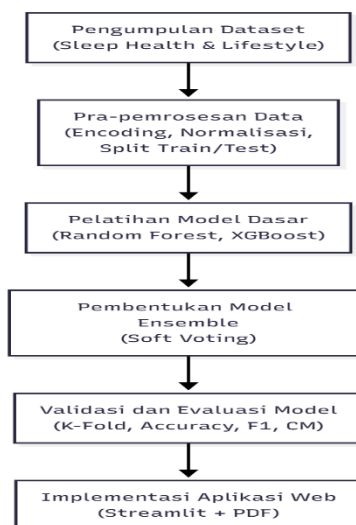 Pengumpulan Dataset
(Sleep Health & Lifestyle)
Pra-pemrosesan Data
(Encoding, Normalisasi,
Split Train/Test)
Pelatihan Model Dasar
(Random Forest, XGBoost)
Pembentukan Model
Ensemble
(Soft Voting)
Validasi dan Evaluasi Model
(K-Fold, Accuracy, F1, CM)
Implementasi Aplikasi Web
(Streamlit + PDF)